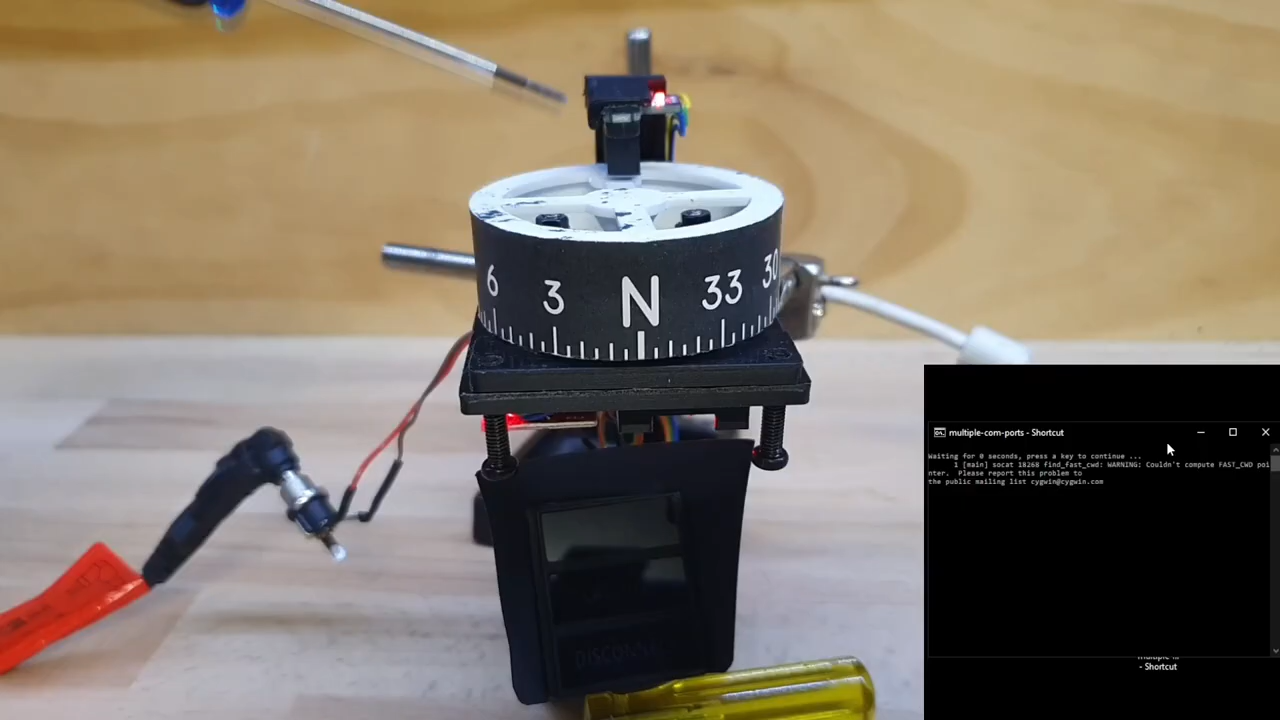 6 3 N 33 30
DISCONNECT
multiple-com-ports - Shortcut
Waiting for 0 seconds, press a key to continue ...
1 [main] socat 18268 find_fast_cwd: WARNING: Couldn't compute FAST_CWD poi
nter. Please report this problem to
the public mailing list cygwin@cygwin.com
- Shortcut